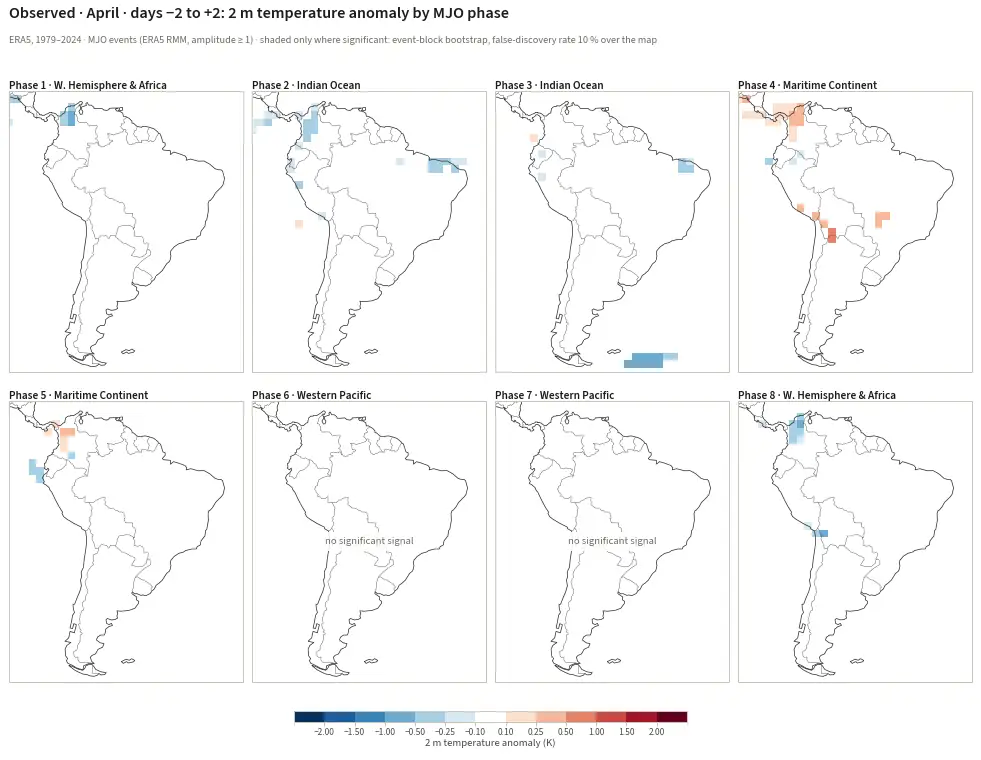 Observed · April · days −2 to +2: 2 m temperature anomaly by MJO phase
ERA5, 1979–2024 · MJO events (ERA5 RMM, amplitude ≥ 1) · shaded only where significant: event-block bootstrap, false-discovery rate 10 % over the map
Phase 1 · W. Hemisphere & Africa
Phase 2 · Indian Ocean
Phase 3 · Indian Ocean
Phase 4 · Maritime Continent
Phase 5 · Maritime Continent
Phase 6 · Western Pacific
Phase 7 · Western Pacific
Phase 8 · W. Hemisphere & Africa
no significant signal
no significant signal
−2.00 −1.50 −1.00 −0.50 −0.25 −0.10 0.10 0.25 0.50 1.00 1.50 2.00
2 m temperature anomaly (K)